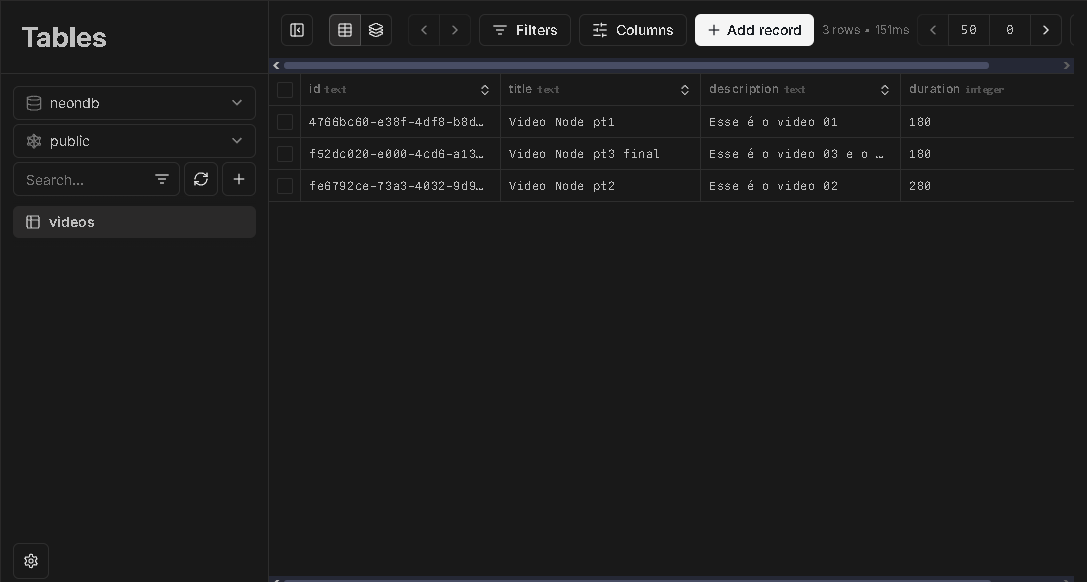 Tables
neondb
public
Search...
videos
Filters
Columns
Add record
3 rows • 151ms
50
0
id text
title text
description text
duration integer
4766bc60-e38f-4df8-b8d…
Video Node pt1
Esse é o video 01
180
f52dc020-e000-4cd6-a13…
Video Node pt3 final
Esse é o video 03 e o …
180
fe6792ce-73a3-4032-9d9…
Video Node pt2
Esse é o video 02
280